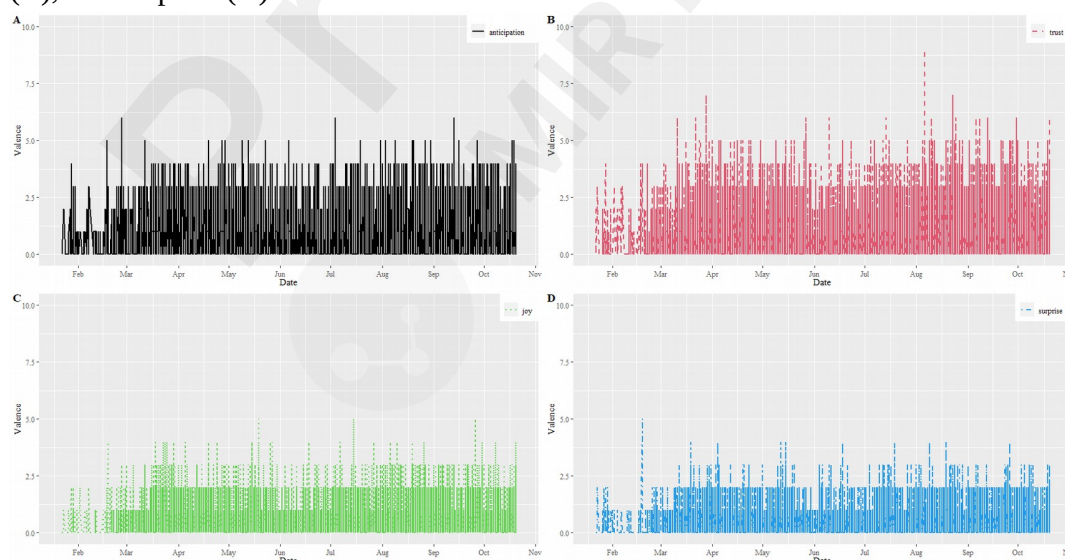 A
anticipation
B
trust
10.0
7.5
5.0
2.5
0.0
Valence
Feb Mar Apr May Jun Jul Aug Sep Oct Nov
Date
10.0
7.5
5.0
2.5
0.0
Valence
Feb Mar Apr May Jun Jul Aug Sep Oct
Date
C
joy
D
surprise
10.0
7.5
5.0
2.5
0.0
Valence
Feb Mar Apr May Jun Jul Aug Sep Oct Nov
Date
10.0
7.5
5.0
2.5
0.0
Valence
Feb Mar Apr May Jun Jul Aug Sep Oct
Date